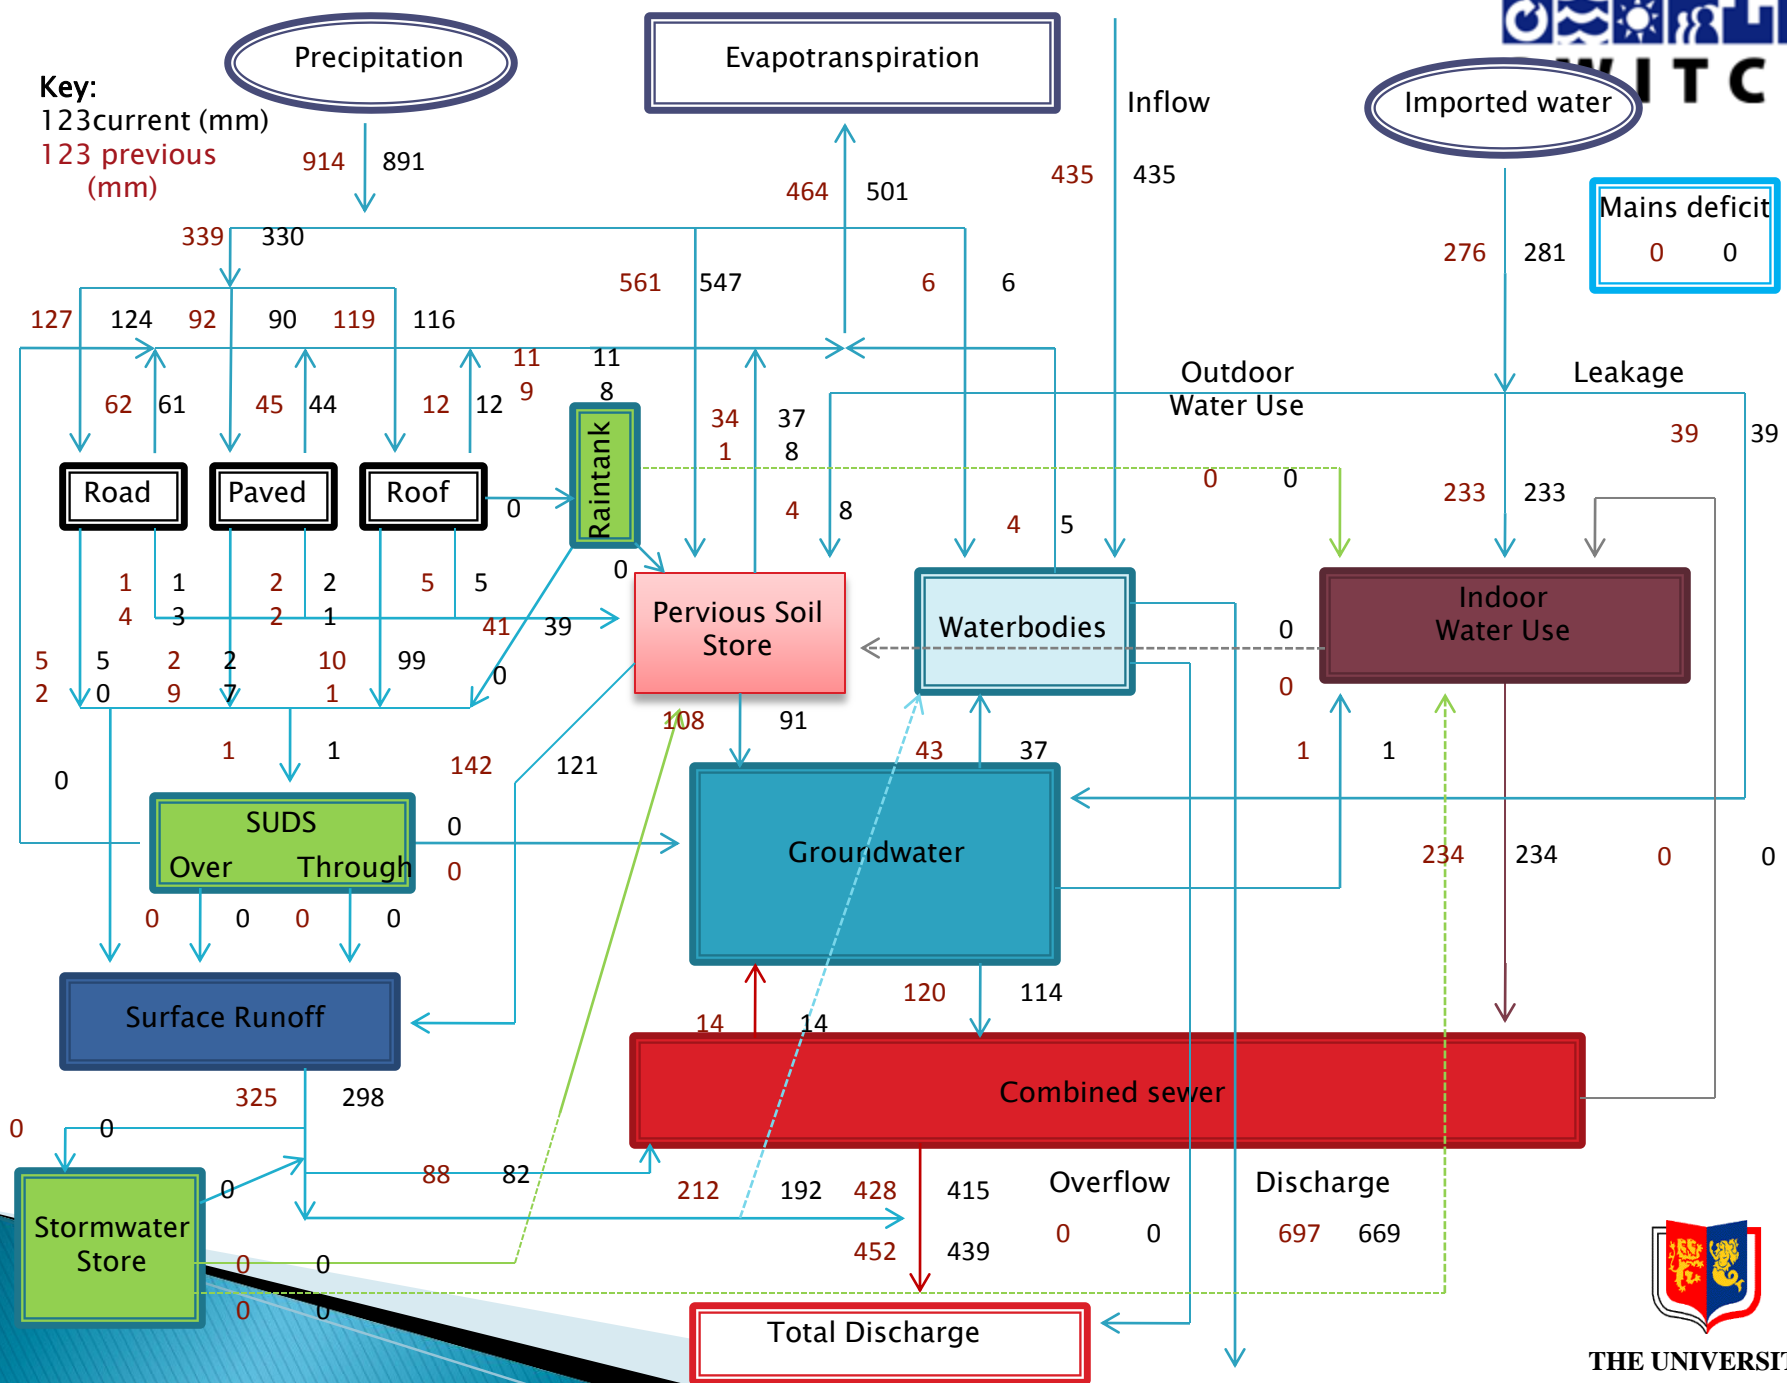 Precipitation
Evapotranspiration
Inflow
Imported water
WITC
Key:
123current (mm)
123 previous
(mm)
914 891
464 501
435 435
Mains deficit
0 0
276 281
339 330
561 547
6 6
127 124 92 90 119 116
11 11
9 8
Outdoor
Water Use
Leakage
62 61 45 44 12 12
34 37
1 8
39 39
Road
Paved
Roof
Raintank
0
0 0
233 233
4 8
4 5
0
1 1 2 2 5 5
4 3 2 1
41 39
Pervious Soil
Store
Waterbodies
0
0
Indoor
Water Use
5 5 2 2 10 99
2 0 9 7 1
0
108 91
43 37
1 1
1 1
142 121
0
SUDS
Over Through
0
0
Groundwater
234 234
0 0
0 0 0 0
Surface Runoff
120 114
14 14
Combined sewer
325 298
0 0
88 82
212 192 428 415
Overflow
Discharge
0
Stormwater
Store
452 439
0 0
697 669
0 0
0 0
Total Discharge
THE UNIVERSIT